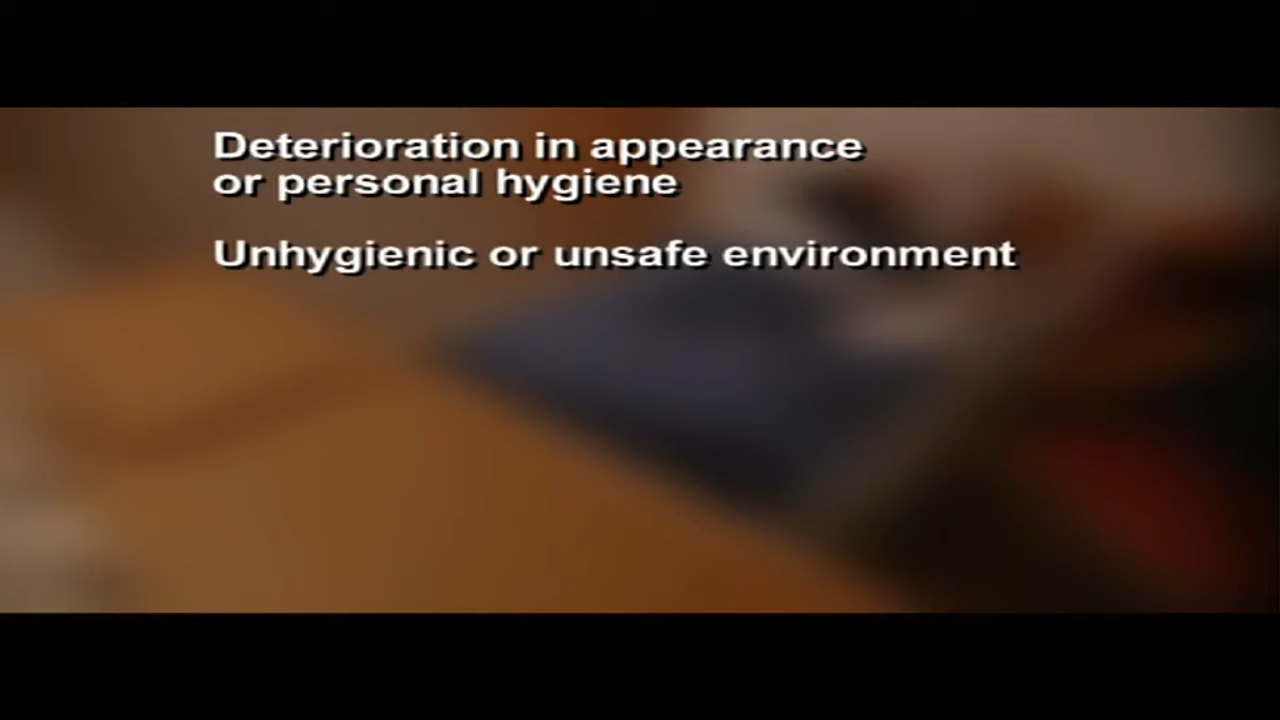 Deterioration in appearance
or personal hygiene
Unhygienic or unsafe environment